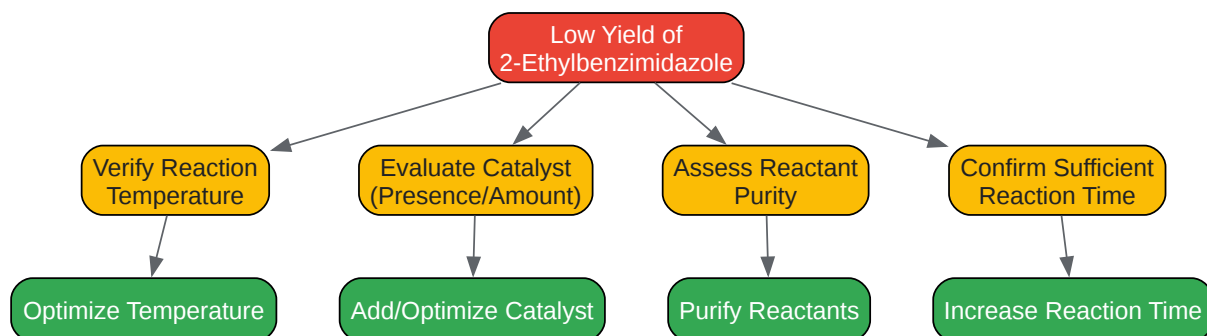 Low Yield of
2-Ethylbenzimidazole
Verify Reaction
Temperature
Evaluate Catalyst
(Presence/Amount)
Assess Reactant
Purity
Confirm Sufficient
Reaction Time
Optimize Temperature
Add/Optimize Catalyst
Purify Reactants
Increase Reaction Time